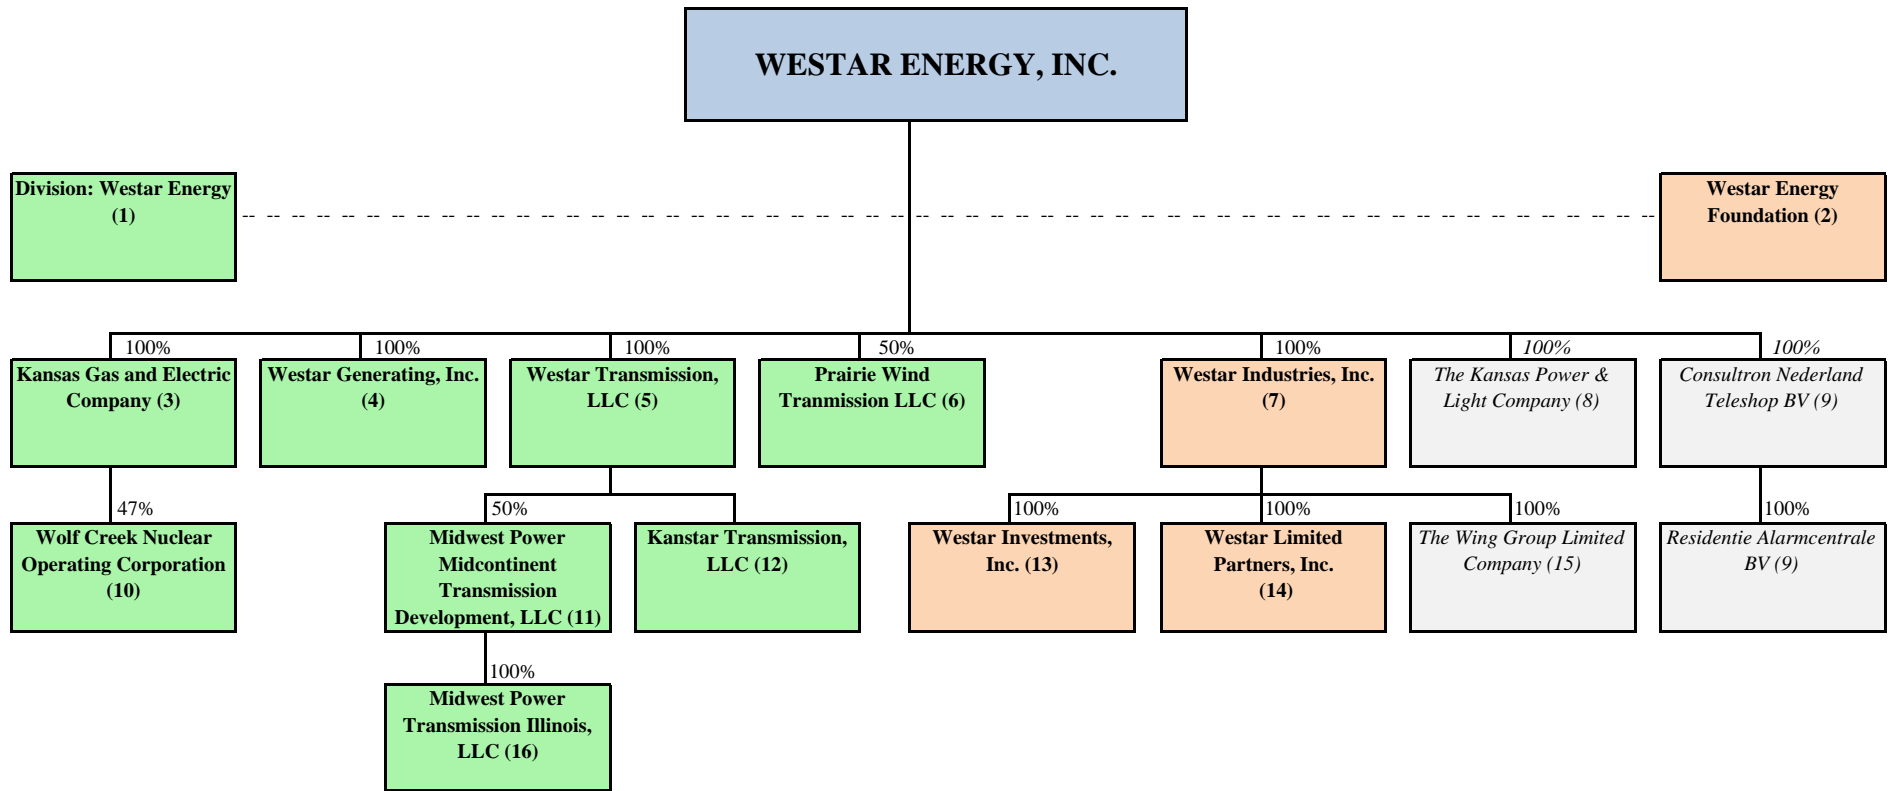 WESTAR ENERGY, INC.
Division: Westar Energy
(1)
Westar Energy
Foundation (2)
100%
Kansas Gas and Electric
Company (3)
100%
Westar Generating, Inc.
(4)
100%
Westar Transmission,
LLC (5)
50%
Prairie Wind
Tranmission LLC (6)
100%
Westar Industries, Inc.
(7)
100%
The Kansas Power &
Light Company (8)
100%
Consultron Nederland
Teleshop BV (9)
47%
Wolf Creek Nuclear
Operating Corporation
(10)
50%
Midwest Power
Midcontinent
Transmission
Development, LLC (11)
Kanstar Transmission,
LLC (12)
100%
Westar Investments,
Inc. (13)
100%
Westar Limited
Partners, Inc.
(14)
100%
The Wing Group Limited
Company (15)
100%
Residentie Alarmcentrale
BV (9)
100%
Midwest Power
Transmission Illinois,
LLC (16)